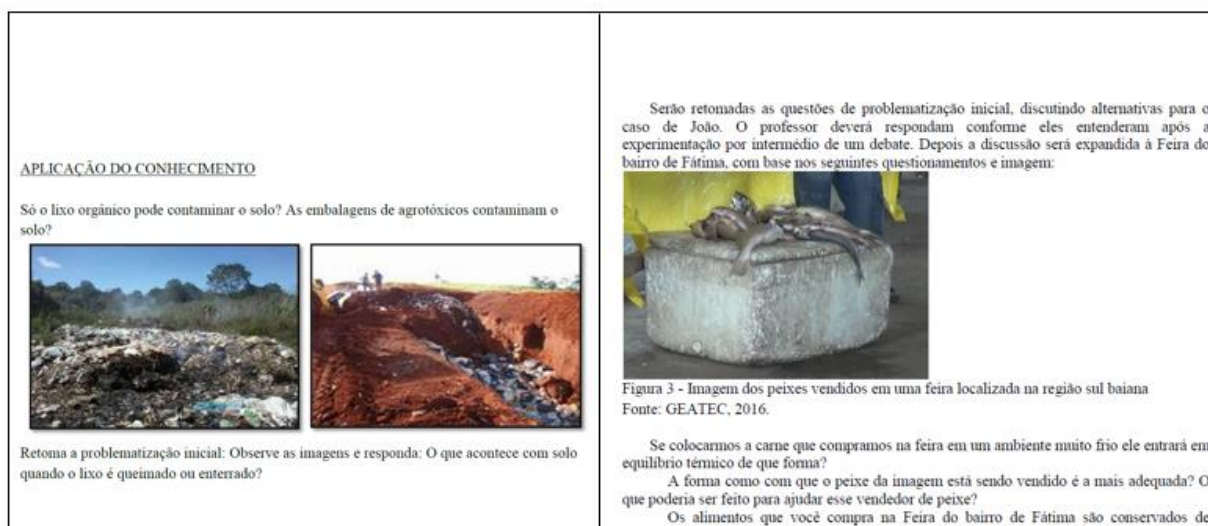 APLICAÇÃO DO CONHECIMENTO
Só o lixo orgânico pode contaminar o solo? As embalagens de agrotóxicos contaminam o
solo?
Retoma a problematização inicial: Observe as imagens e responda: O que acontece com solo
quando o lixo é queimado ou enterrado?
Serão retomadas as questões de problematização inicial, discutindo alternativas para o
caso de João. O professor deverá respondam conforme eles entenderam após a
experimentação por intermédio de um debate. Depois a discussão será expandida à Feira do
bairro de Fátima, com base nos seguintes questionamentos e imagem:
Figura 3 - Imagem dos peixes vendidos em uma feira localizada na região sul baiana
Fonte: GEATEC, 2016.
Se colocarmos a carne que compramos na feira em um ambiente muito frio ele entrará em
equilíbrio térmico de que forma?
A forma como com que o peixe da imagem está sendo vendido é a mais adequada? O
que poderia ser feito para ajudar esse vendedor de peixe?
Os alimentos que você compra na Feira do bairro de Fátima são conservados de